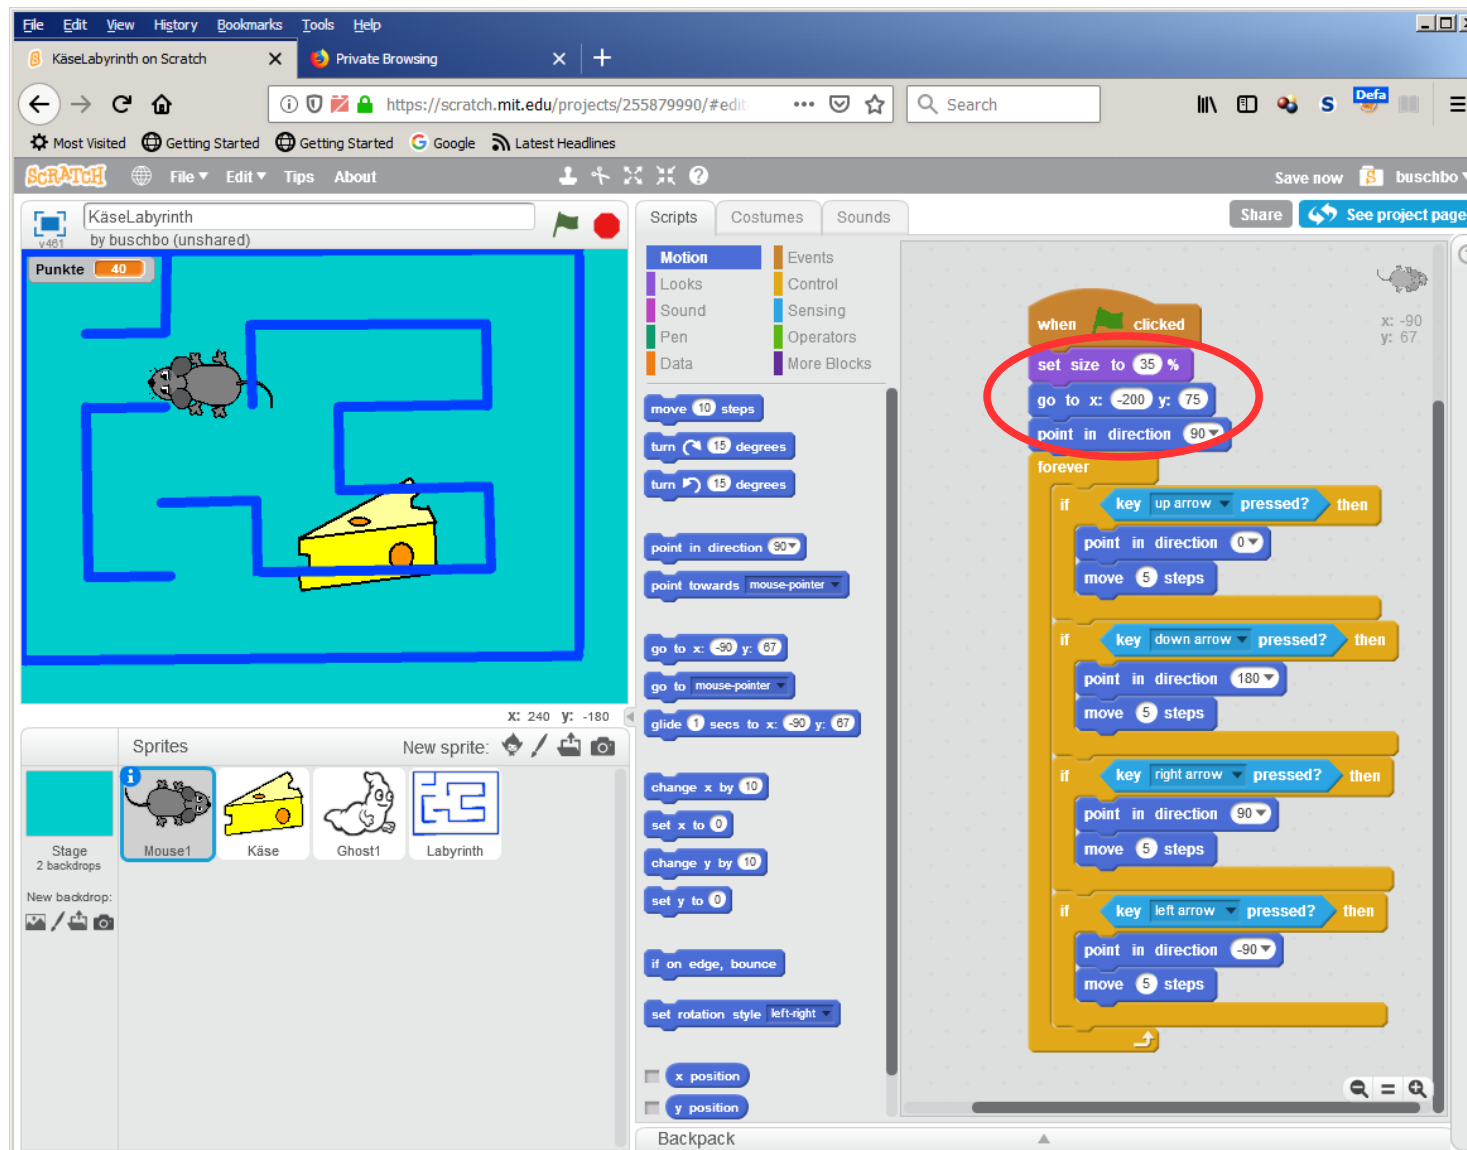 File Edit View History Bookmarks Tools Help
KäseLabyrinth on Scratch
Private Browsing
https://scratch.mit.edu/projects/255879990/#edit
Search
Defa
Most Visited Getting Started Getting Started Google Latest Headlines
SCRATCH File Edit Tips About
Save now buschbo
KäseLabyrinth
v461 by buschbo (unshared)
Scripts Costumes Sounds
Share See project page
Punkte 40
Motion Events
Looks Control
Sound Sensing
Pen Operators
Data More Blocks
move 10 steps
turn 15 degrees
turn 15 degrees
point in direction 90
point towards mouse-pointer
go to x: -90 y: 67
go to mouse-pointer
glide 1 secs to x: -90 y: 67
change x by 10
set x to 0
change y by 10
set y to 0
if on edge, bounce
set rotation style left-right
x position
y position
x: -90
y: 67
when clicked
set size to 35 %
go to x: -200 y: 75
point in direction 90
forever
if key up arrow pressed? then
point in direction 0
move 5 steps
if key down arrow pressed? then
point in direction 180
move 5 steps
if key right arrow pressed? then
point in direction 90
move 5 steps
if key left arrow pressed? then
point in direction -90
move 5 steps
x: 240 y: -180
Sprites New sprite:
Stage
2 backdrops
New backdrop:
Mouse1 Käse Ghost1 Labyrinth
Backpack